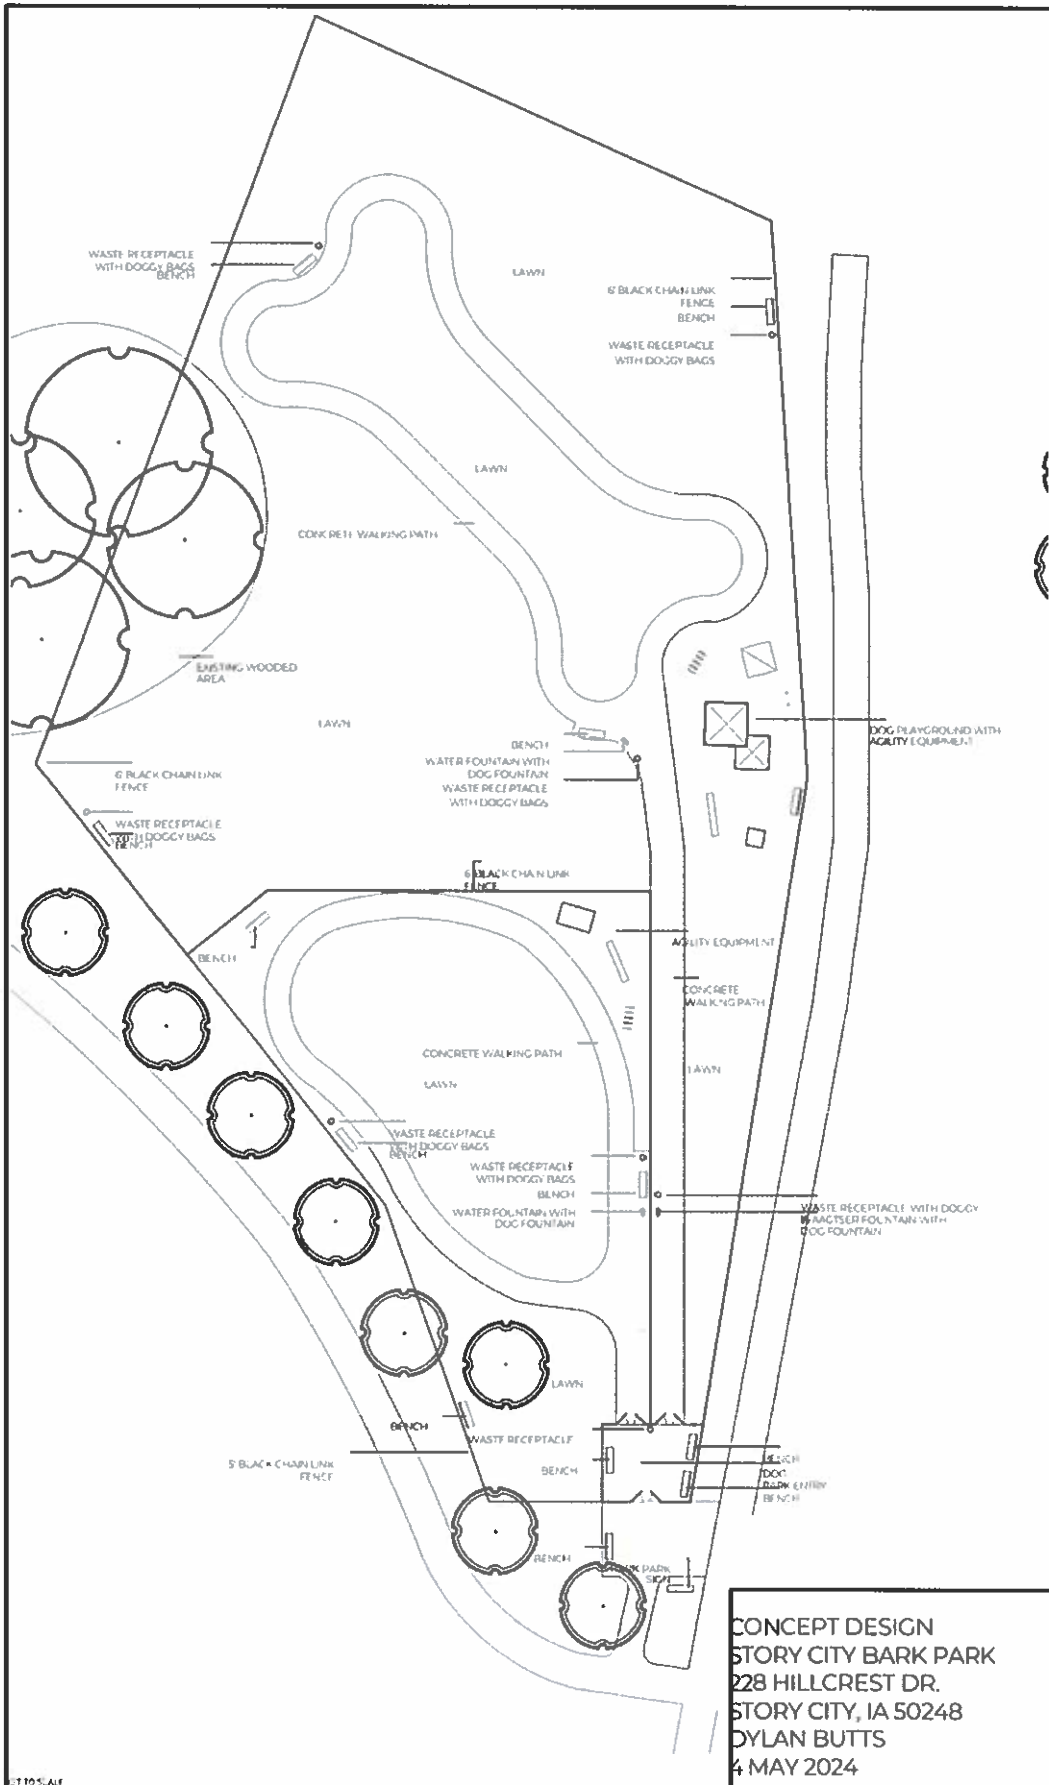 WASTE RECEPTACLE
WITH DOGGY BAGS
BENCH
LAWN
6' BLACK CHAIN LINK
FENCE
BENCH
WASTE RECEPTACLE
WITH DOGGY BAGS
LAWN
CONCRETE WALKING PATH
EXISTING WOODED
AREA
LAWN
DOG PLAYGROUND WITH
AGILITY EQUIPMENT
BENCH
WATER FOUNTAIN WITH
DOG FOUNTAIN
WASTE RECEPTACLE
WITH DOGGY BAGS
6' BLACK CHAIN LINK
FENCE
WASTE RECEPTACLE
WITH DOGGY BAGS
BENCH
6' BLACK CHAIN LINK
FENCE
AGILITY EQUIPMENT
BENCH
CONCRETE
WALKING PATH
CONCRETE WALKING PATH
LAWN
LAWN
WASTE RECEPTACLE
WITH DOGGY BAGS
BENCH
WASTE RECEPTACLE
WITH DOGGY BAGS
BENCH
WATER FOUNTAIN WITH
DOG FOUNTAIN
WASTE RECEPTACLE WITH DOGGY
FOUNTAIN WITH
DOG FOUNTAIN
LAWN
BENCH
WASTE RECEPTACLE
5' BLACK CHAIN LINK
FENCE
BENCH
BENCH
DOG
PARK ENTRY
BENCH
BENCH
PARK
SIGN
CONCEPT DESIGN
STORY CITY BARK PARK
228 HILLCREST DR.
STORY CITY, IA 50248
DYLAN BUTTS
4 MAY 2024
TO SCALE